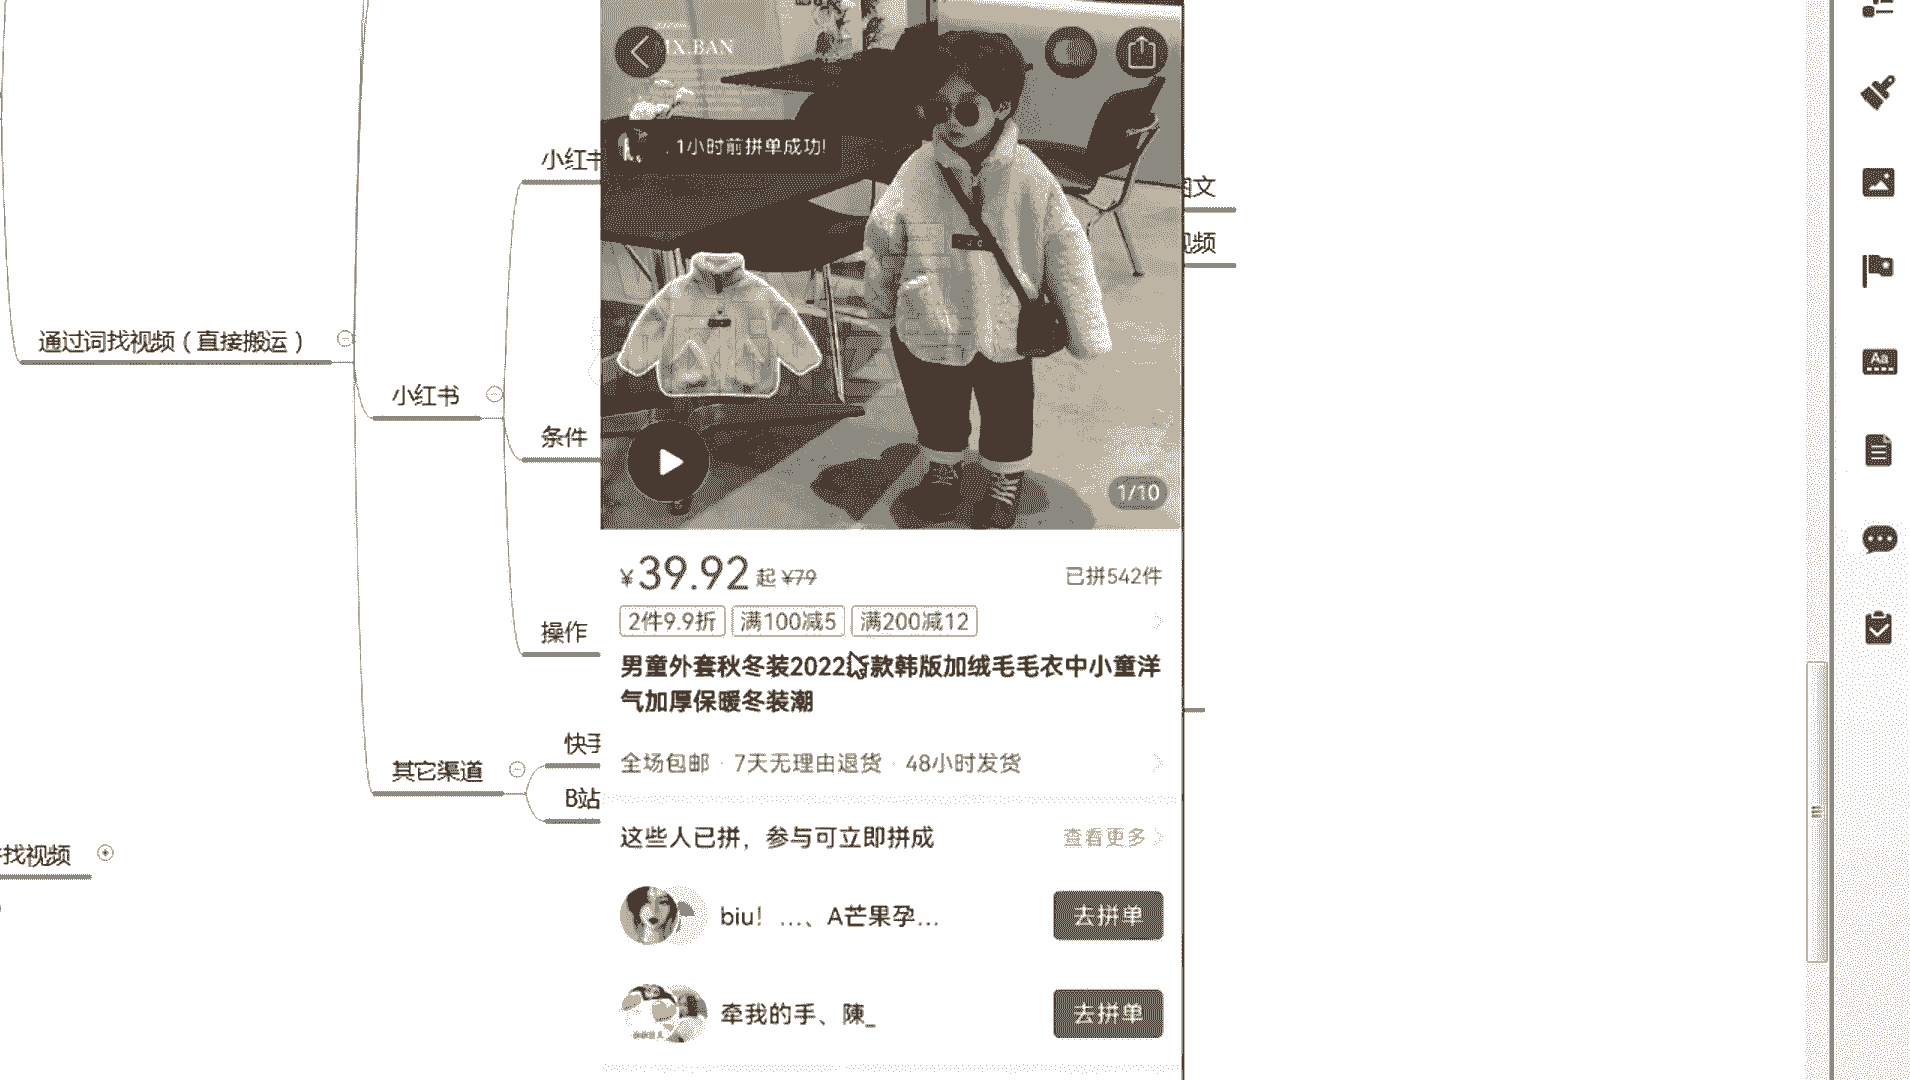 通过词找视频（直接搬运）
小红书
其它渠道
找视频
小红书
条件
操作
快手
B站
图文
视频
IX.BAN
1小时前拼单成功!
1/10
¥39.92起 ¥79
已拼542件
2件9.9折 满100减5 满200减12
男童外套秋冬装2022新款韩版加绒毛毛衣中小童洋
气加厚保暖冬装潮
全场包邮 · 7天无理由退货 · 48小时发货
这些人已拼，参与可立即拼成
查看更多
biu! ...、A芒果孕...
去拼单
牵我的手、陳_
去拼单
Aa